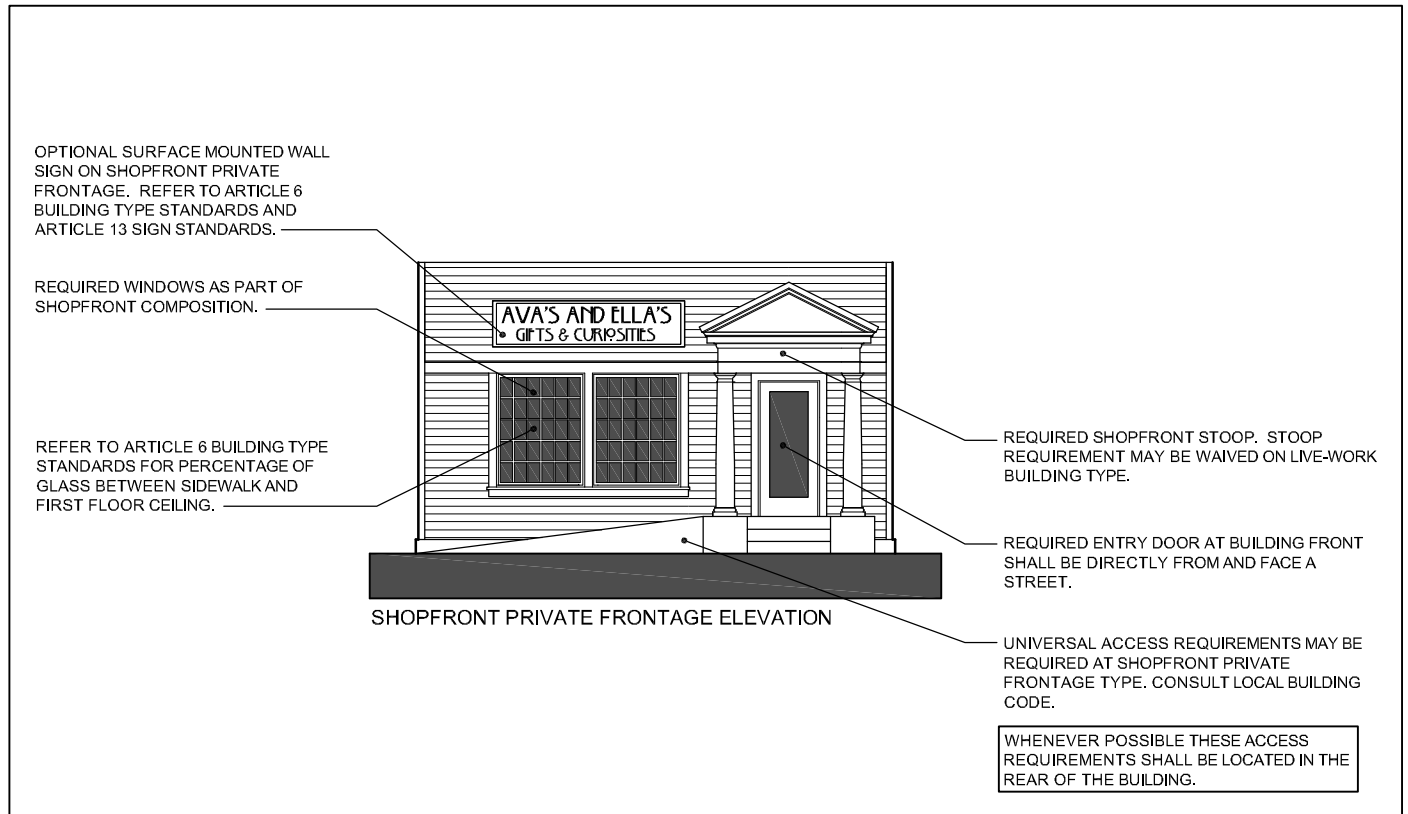 OPTIONAL SURFACE MOUNTED WALL
SIGN ON SHOPFRONT PRIVATE
FRONTAGE. REFER TO ARTICLE 6
BUILDING TYPE STANDARDS AND
ARTICLE 13 SIGN STANDARDS.
REQUIRED WINDOWS AS PART OF
SHOPFRONT COMPOSITION.
REFER TO ARTICLE 6 BUILDING TYPE
STANDARDS FOR PERCENTAGE OF
GLASS BETWEEN SIDEWALK AND
FIRST FLOOR CEILING.
AVA'S AND ELLA'S
GIFTS & CURIOSITIES
SHOPFRONT PRIVATE FRONTAGE ELEVATION
REQUIRED SHOPFRONT STOOP. STOOP
REQUIREMENT MAY BE WAIVED ON LIVE-WORK
BUILDING TYPE.
REQUIRED ENTRY DOOR AT BUILDING FRONT
SHALL BE DIRECTLY FROM AND FACE A
STREET.
UNIVERSAL ACCESS REQUIREMENTS MAY BE
REQUIRED AT SHOPFRONT PRIVATE
FRONTAGE TYPE. CONSULT LOCAL BUILDING
CODE.
WHENEVER POSSIBLE THESE ACCESS
REQUIREMENTS SHALL BE LOCATED IN THE
REAR OF THE BUILDING.